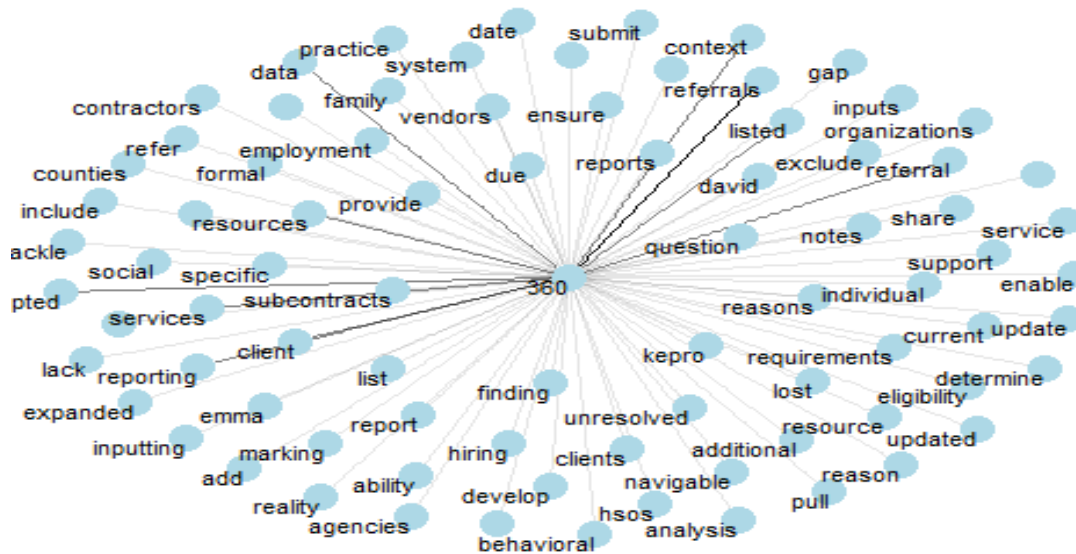 date
submit
practice
context
system
data
gap
family
referrals
contractors
vendors
ensure
inputs
listed
organizations
refer
employment
reports
exclude
counties
formal
due
david
referral
include
resources
provide
share
question
notes
service
ackle
social
specific
support
360
enable
pted
subcontracts
individual
services
reasons
current
update
client
kepro
requirements
lack
reporting
list
determine
finding
lost
eligibility
expanded
emma
unresolved
inputting
report
resource
updated
marking
hiring
additional
clients
add
ability
navigable
reason
reality
develop
pull
agencies
hsos
analysis
behavioral